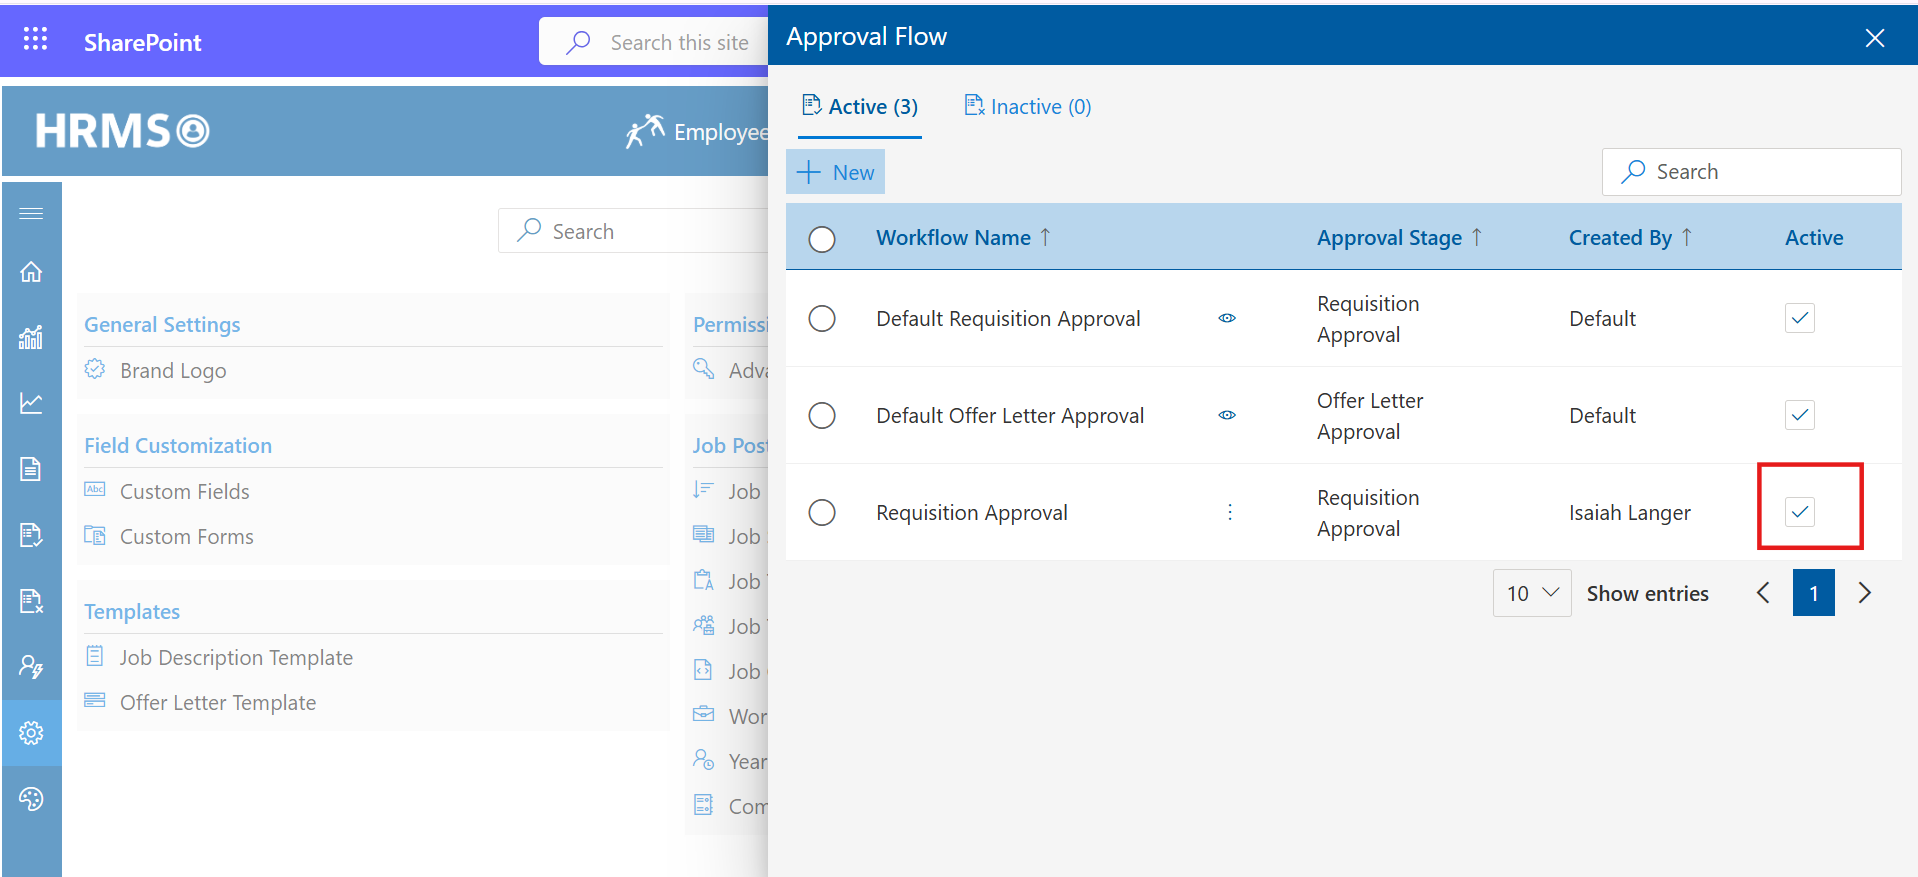 SharePoint
Search this site
HRMS
Employee
Search
General Settings
Brand Logo
Field Customization
Abc Custom Fields
Custom Forms
Templates
Job Description Template
Offer Letter Template
Permissi
Adva
Job Post
Job
Job
Job
Job
Job
Wor
Year
Com
Approval Flow
Active (3) Inactive (0)
New
Search
Workflow Name ↑ Approval Stage ↑ Created By ↑ Active
Default Requisition Approval Requisition Approval Default
Default Offer Letter Approval Offer Letter Approval Default
Requisition Approval Requisition Approval Isaiah Langer
10 Show entries 1